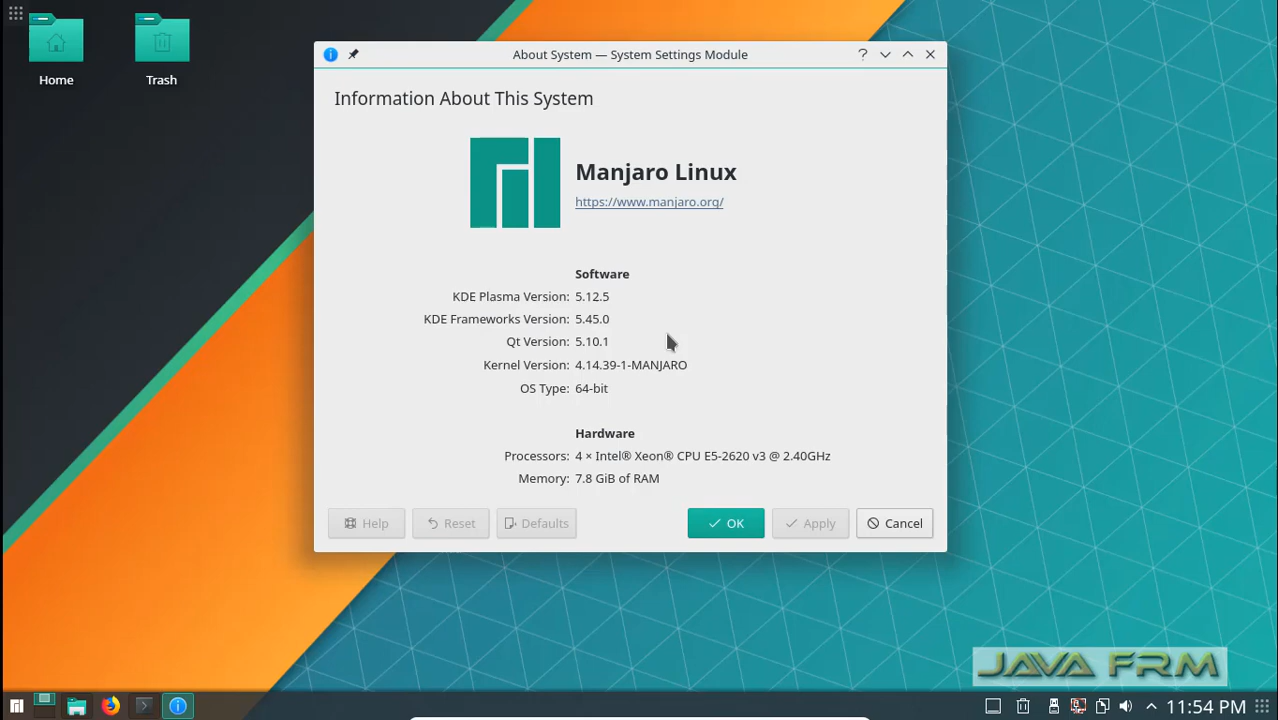 Home
Trash
About System — System Settings Module
Information About This System
Manjaro Linux
https://www.manjaro.org/
Software
KDE Plasma Version: 5.12.5
KDE Frameworks Version: 5.45.0
Qt Version: 5.10.1
Kernel Version: 4.14.39-1-MANJARO
OS Type: 64-bit
Hardware
Processors: 4 × Intel® Xeon® CPU E5-2620 v3 @ 2.40GHz
Memory: 7.8 GiB of RAM
Help Reset Defaults OK Apply Cancel
JAVA FRM
11:54 PM